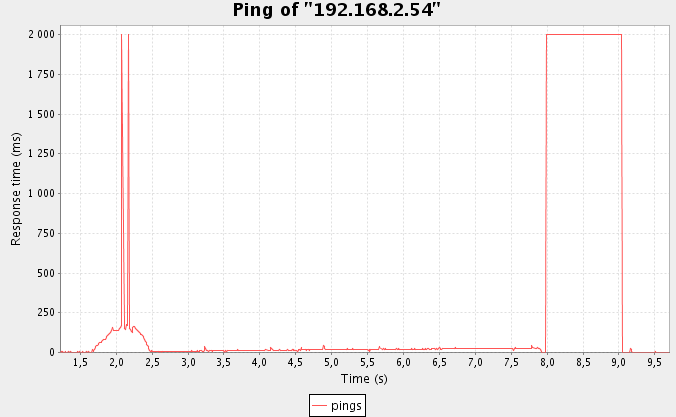 Ping of "192.168.2.54"
2 000
1 750
1 500
1 250
1 000
750
500
250
0
Response time (ms)
1,5 2,0 2,5 3,0 3,5 4,0 4,5 5,0 5,5 6,0 6,5 7,0 7,5 8,0 8,5 9,0 9,5
Time (s)
pings